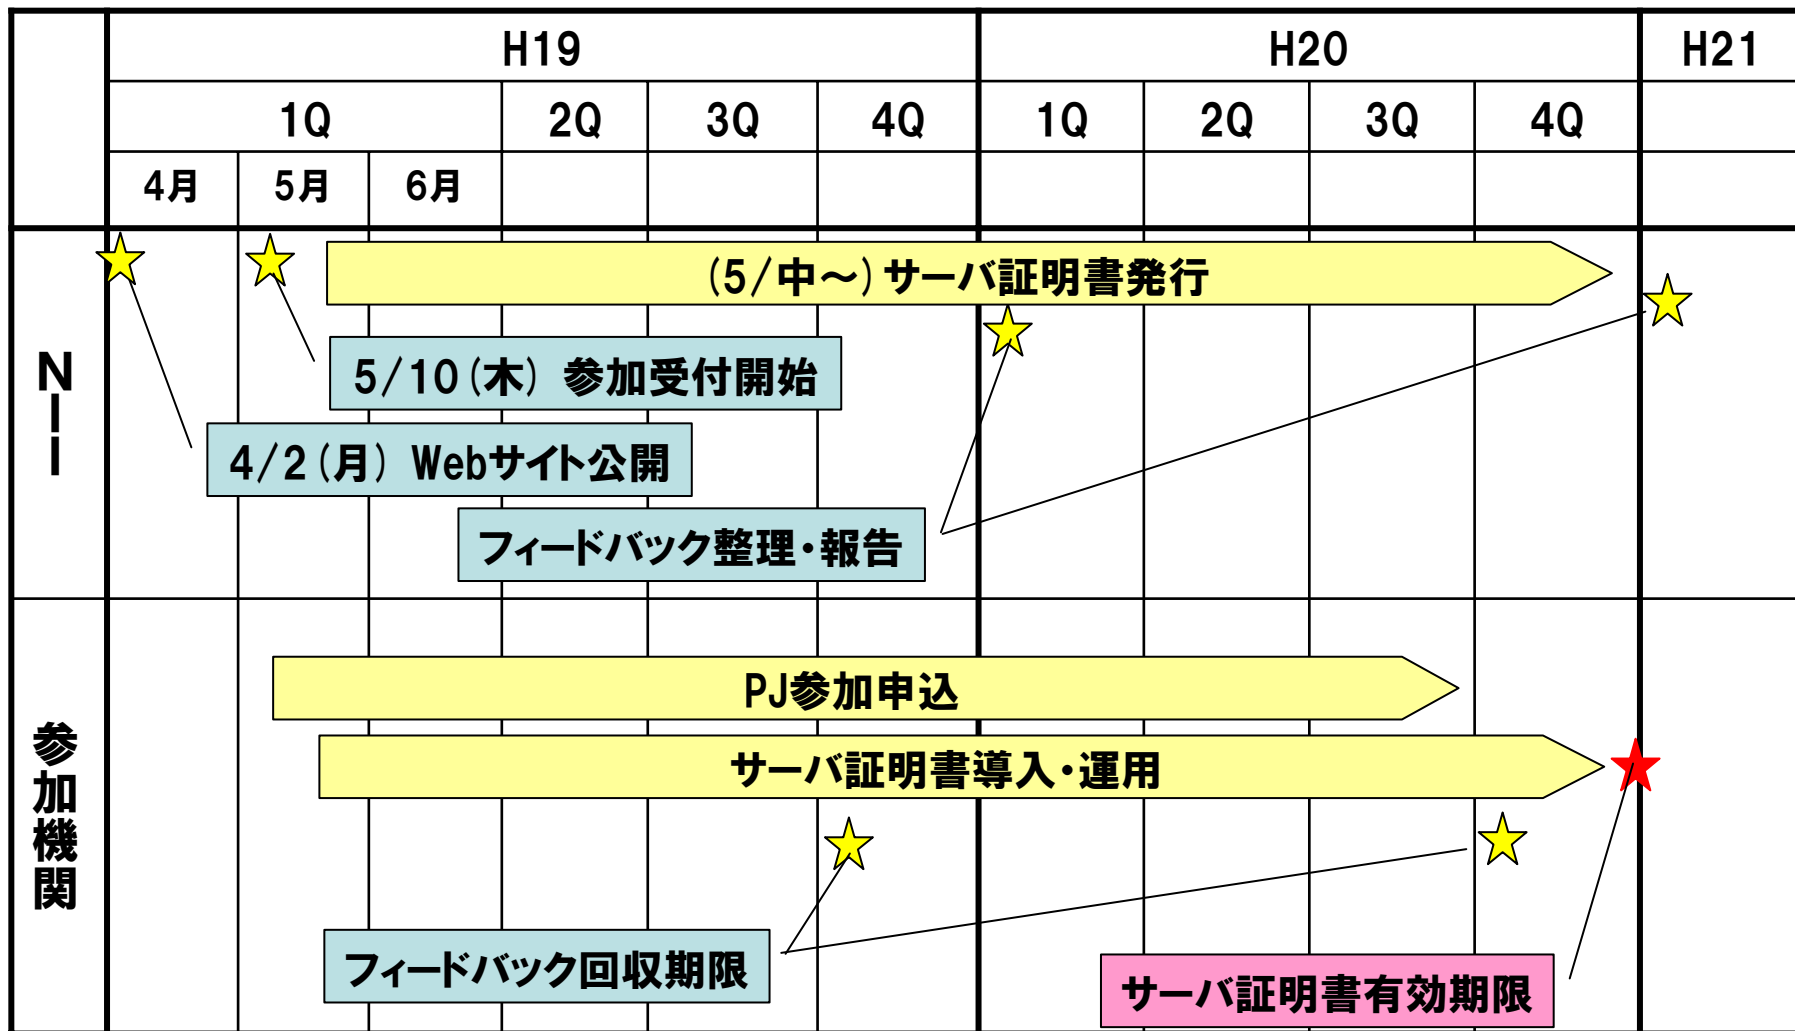 H19 H20 H21
1Q 2Q 3Q 4Q 1Q 2Q 3Q 4Q
4月 5月 6月
NII
(5/中～)サーバ証明書発行
5/10(木) 参加受付開始
4/2(月) Webサイト公開
フィードバック整理・報告
参加機関
PJ参加申込
サーバ証明書導入・運用
フィードバック回収期限
サーバ証明書有効期限